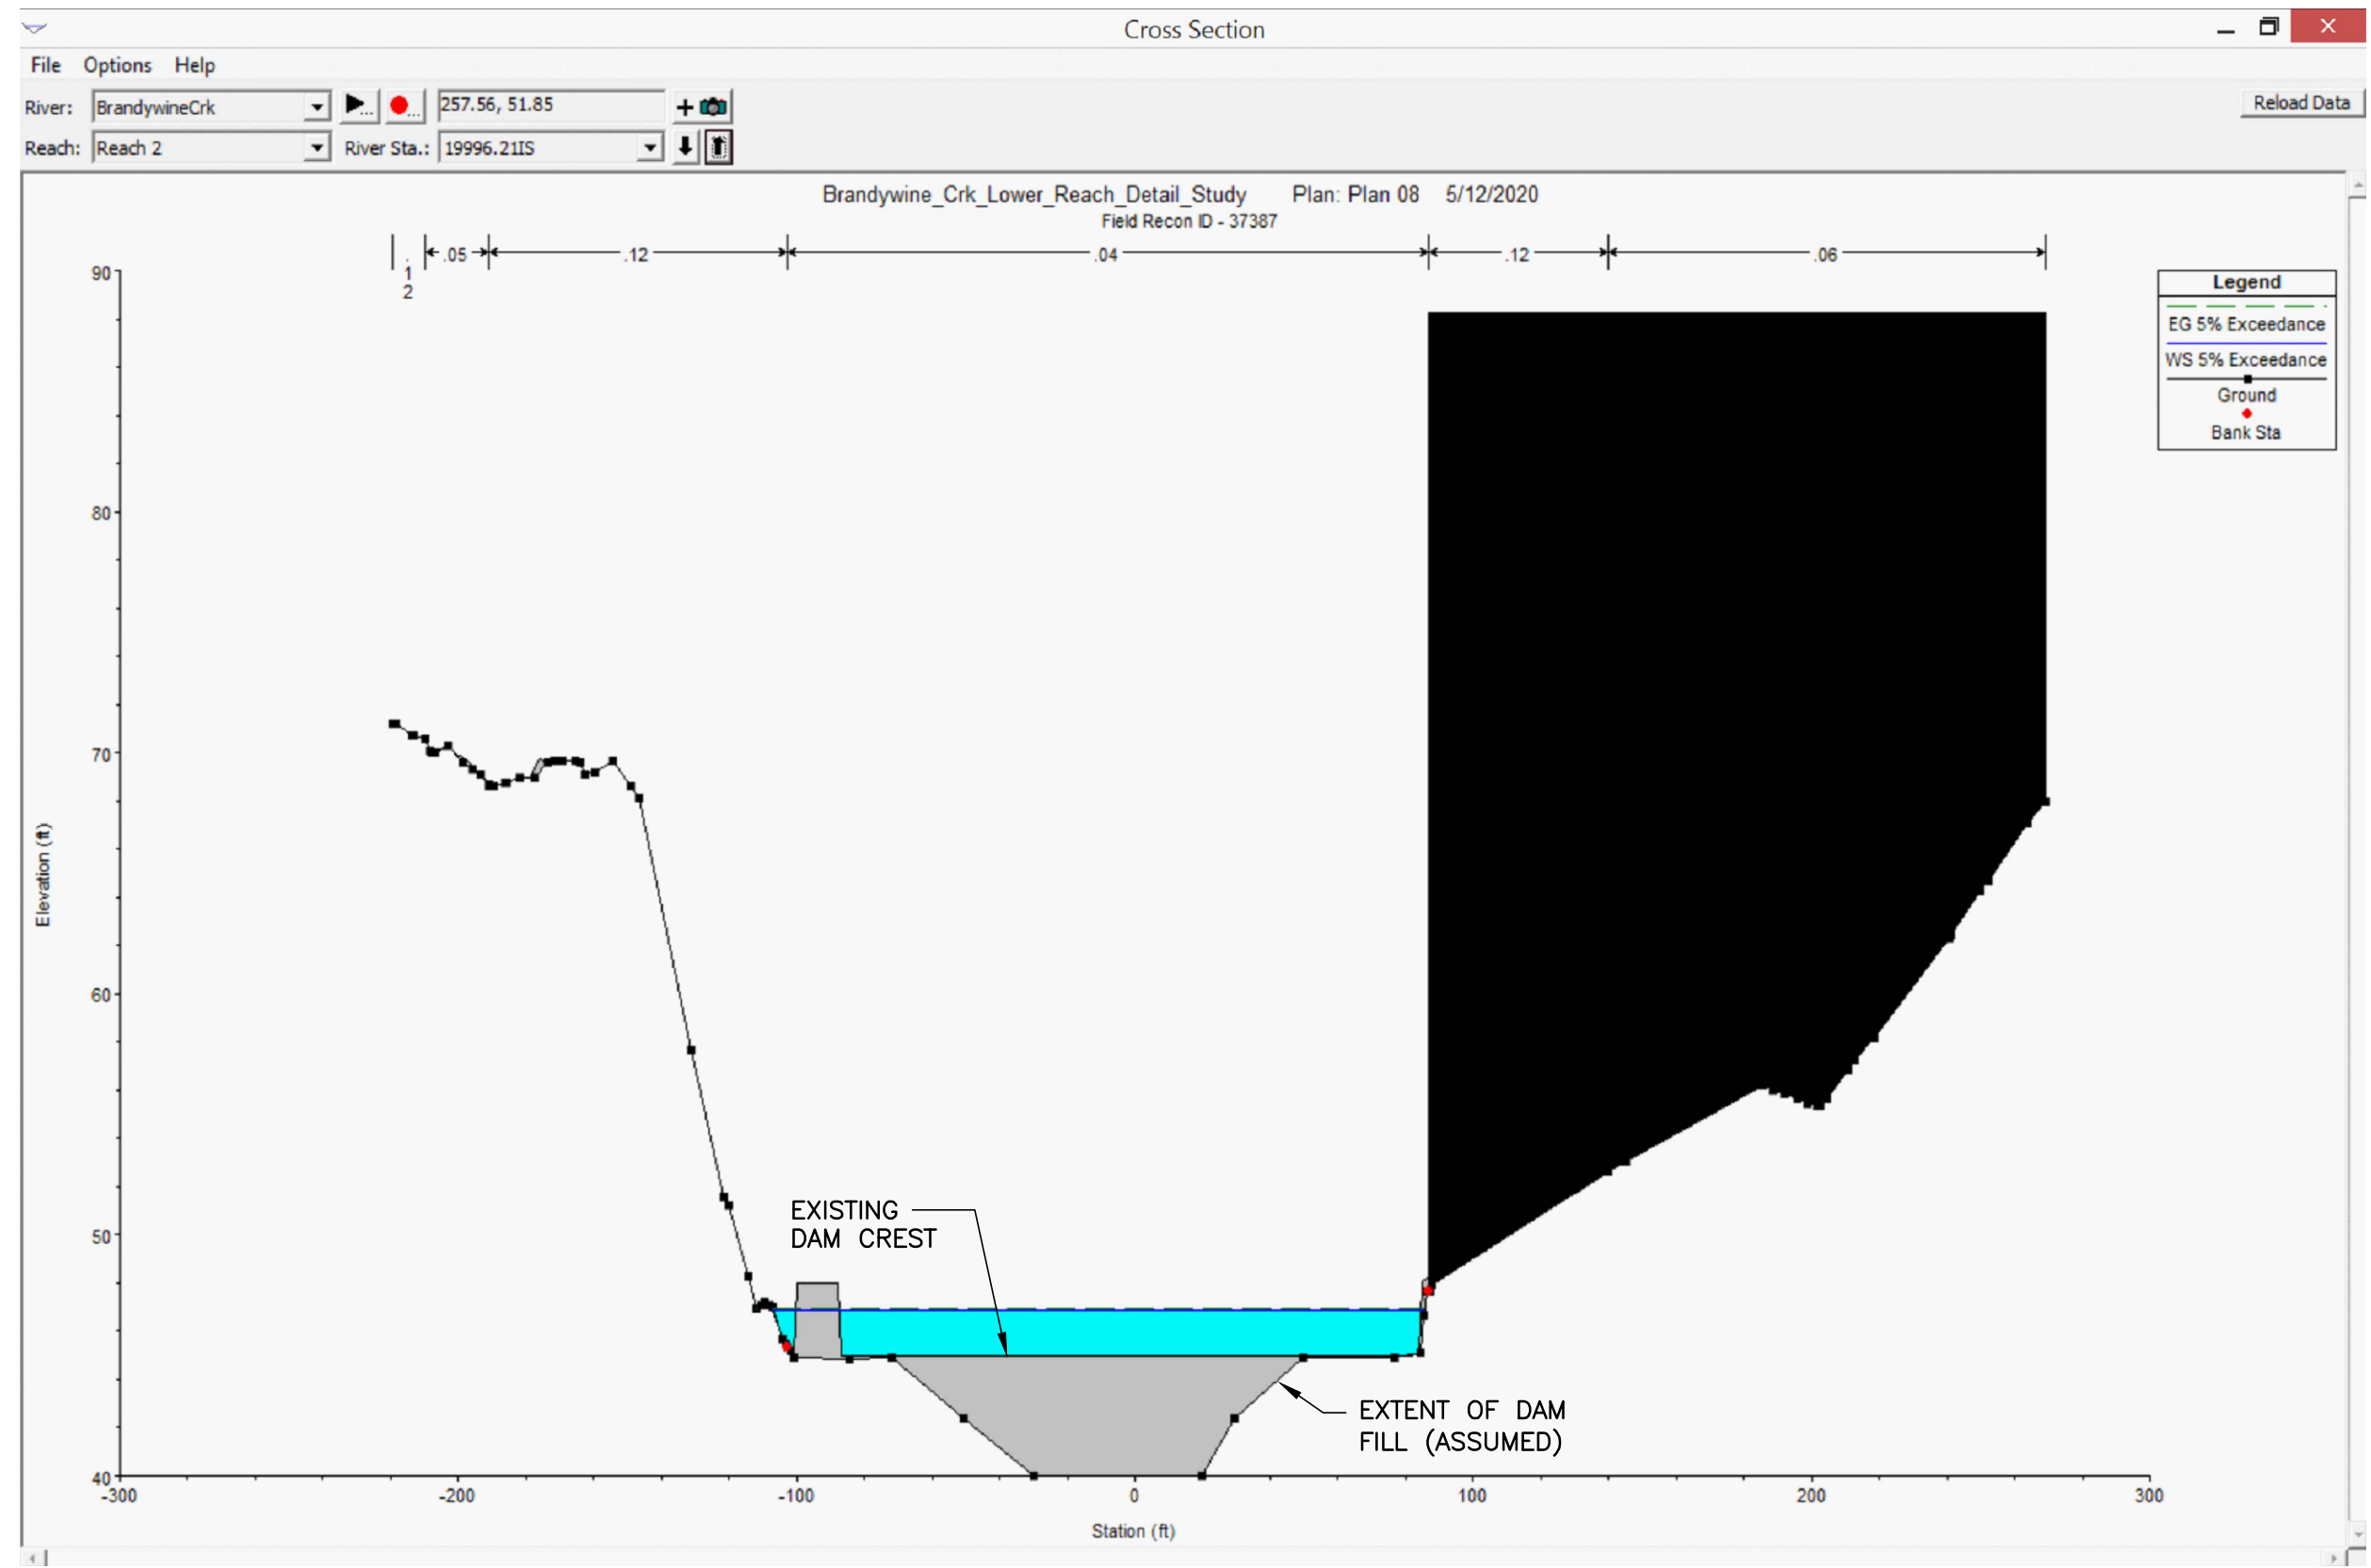 Cross Section
File Options Help
River: BrandywineCrk ... ... 257.56, 51.85 + Reload Data
Reach: Reach 2 River Sta.: 19996.21IS
Brandywine_Crk_Lower_Reach_Detail_Study Plan: Plan 08 5/12/2020
Field Recon ID - 37387
.12 .05 .12 .04 .12 .06
Legend
EG 5% Exceedance
WS 5% Exceedance
Ground
Bank Sta
90
80
70
60
50
40
Elevation (ft)
EXISTING
DAM CREST
EXTENT OF DAM
FILL (ASSUMED)
-300 -200 -100 0 100 200 300
Station (ft)